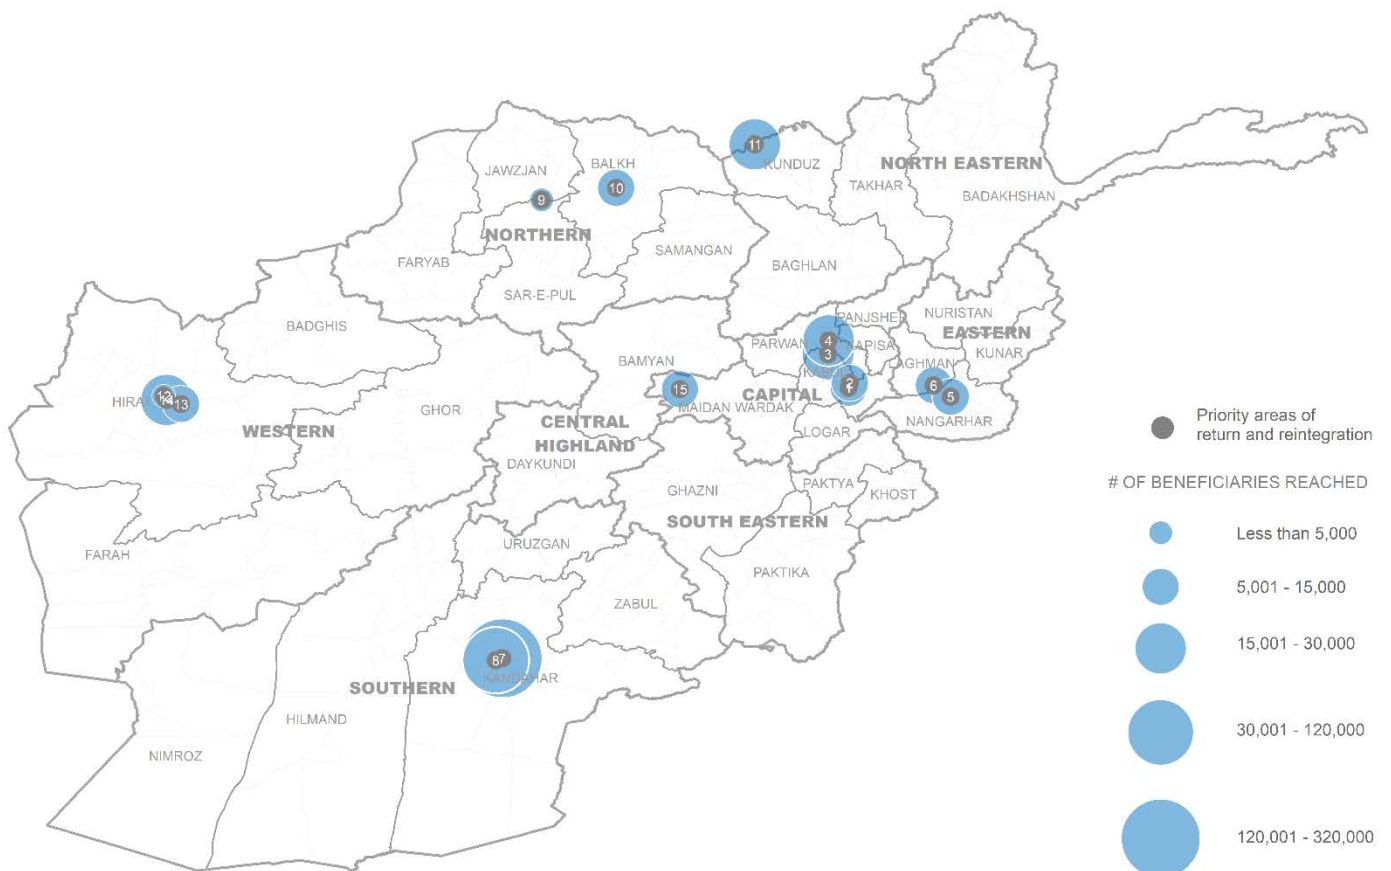 11
JAWZJAN
BALKH
KUNDUZ
NORTH EASTERN
TAKHAR
10
9
BADAKHSHAN
NORTHERN
SAMANGAN
FARYAB
BAGHLAN
SAR-E-PUL
NURISTAN
BADGHIS
EASTERN
PARWAN
4
3
KUNAR
BAMYAN
LAGHMAN
2
6
15
5
12
13
HIRAT
GHOR
CAPITAL
MAIDAN WARDAK
NANGARHAR
WESTERN
CENTRAL
HIGHLAND
LOGAR
DAYKUNDI
PAKTYA
GHAZNI
KHOST
SOUTH EASTERN
URUZGAN
FARAH
PAKTIKA
ZABUL
8
7
KANDAHAR
SOUTHERN
HILMAND
NIMROZ
Priority areas of
return and reintegration
# OF BENEFICIARIES REACHED
Less than 5,000
5,001 - 15,000
15,001 - 30,000
30,001 - 120,000
120,001 - 320,000